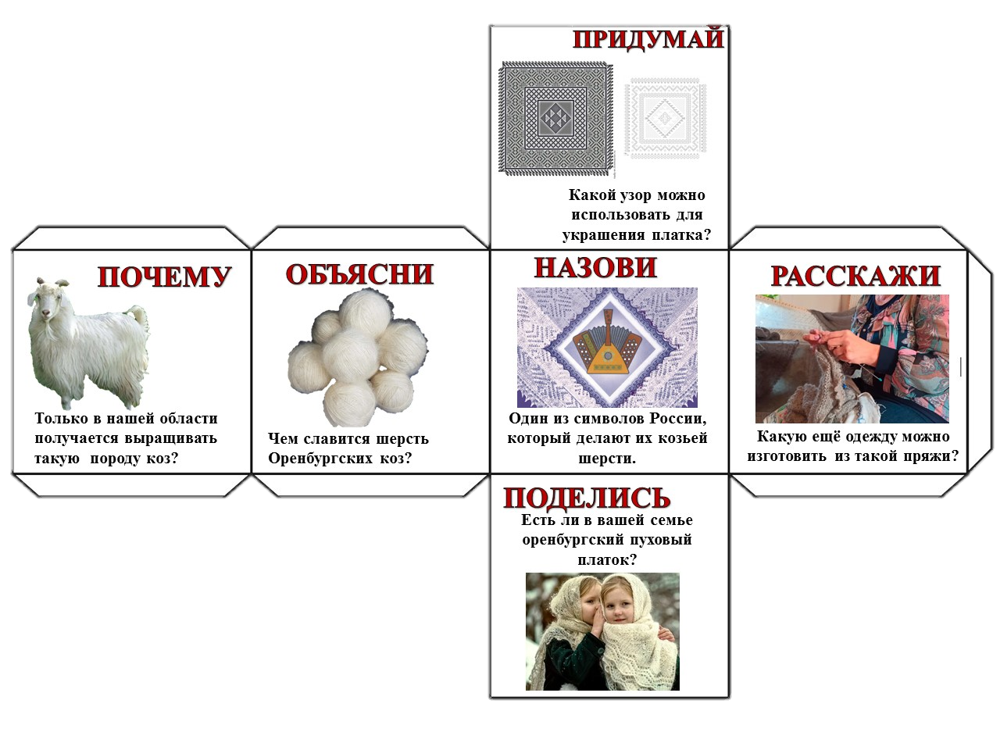 ПРИДУМАЙ
Какой узор можно
использовать для
украшения платка?
ПОЧЕМУ
Только в нашей области
получается выращивать
такую породу коз?
ОБЪЯСНИ
Чем славится шерсть
Оренбургских коз?
НАЗОВИ
Один из символов России,
который делают их козьей
шерсти.
РАССКАЖИ
Какую ещё одежду можно
изготовить из такой пряжи?
ПОДЕЛИСЬ
Есть ли в вашей семье
оренбургский пуховый
платок?